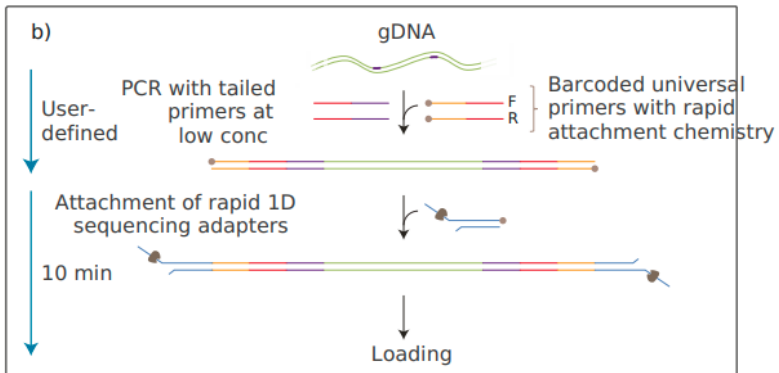 b)
gDNA
PCR with tailed
primers at
low conc
User-
defined
F
R
Barcoded universal
primers with rapid
attachment chemistry
Attachment of rapid 1D
sequencing adapters
10 min
Loading